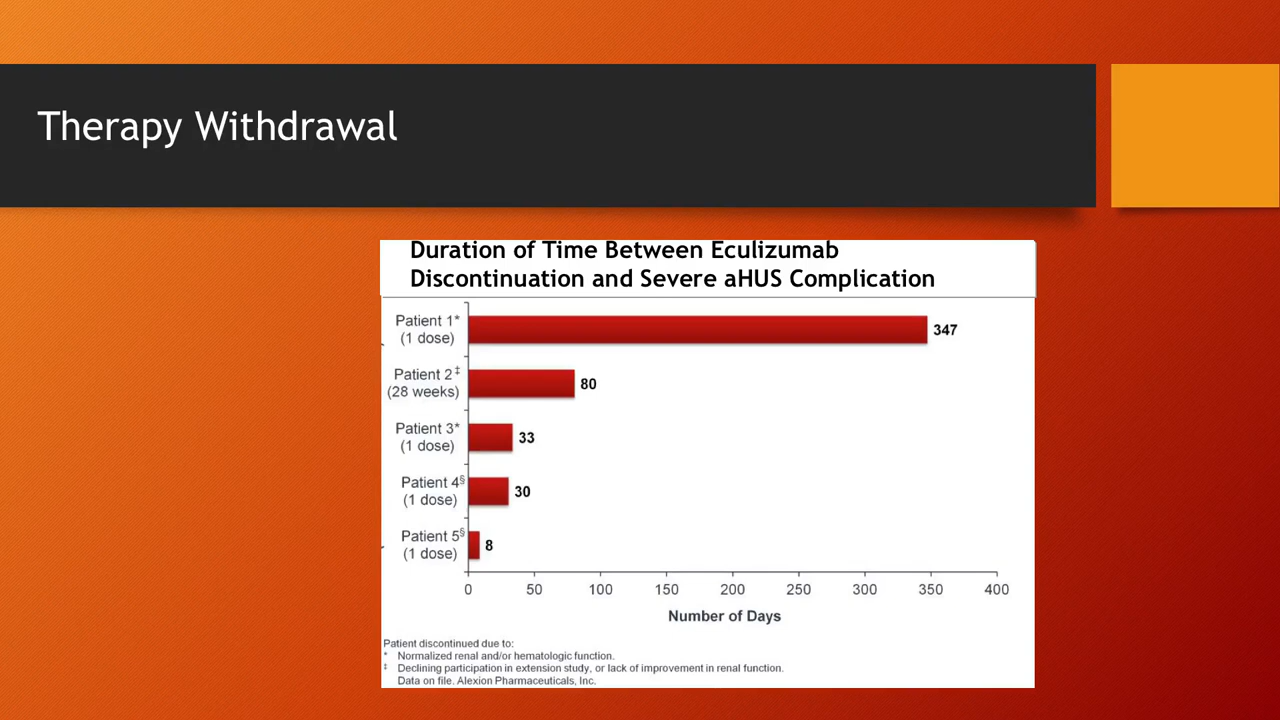 Therapy Withdrawal
Duration of Time Between Eculizumab
Discontinuation and Severe aHUS Complication
Patient 1*
(1 dose)
347
Patient 2‡
(28 weeks)
80
Patient 3*
(1 dose)
33
Patient 4§
(1 dose)
30
Patient 5§
(1 dose)
8
0 50 100 150 200 250 300 350 400
Number of Days
Patient discontinued due to:
* Normalized renal and/or hematologic function.
‡ Declining participation in extension study, or lack of improvement in renal function.
Data on file. Alexion Pharmaceuticals, Inc.